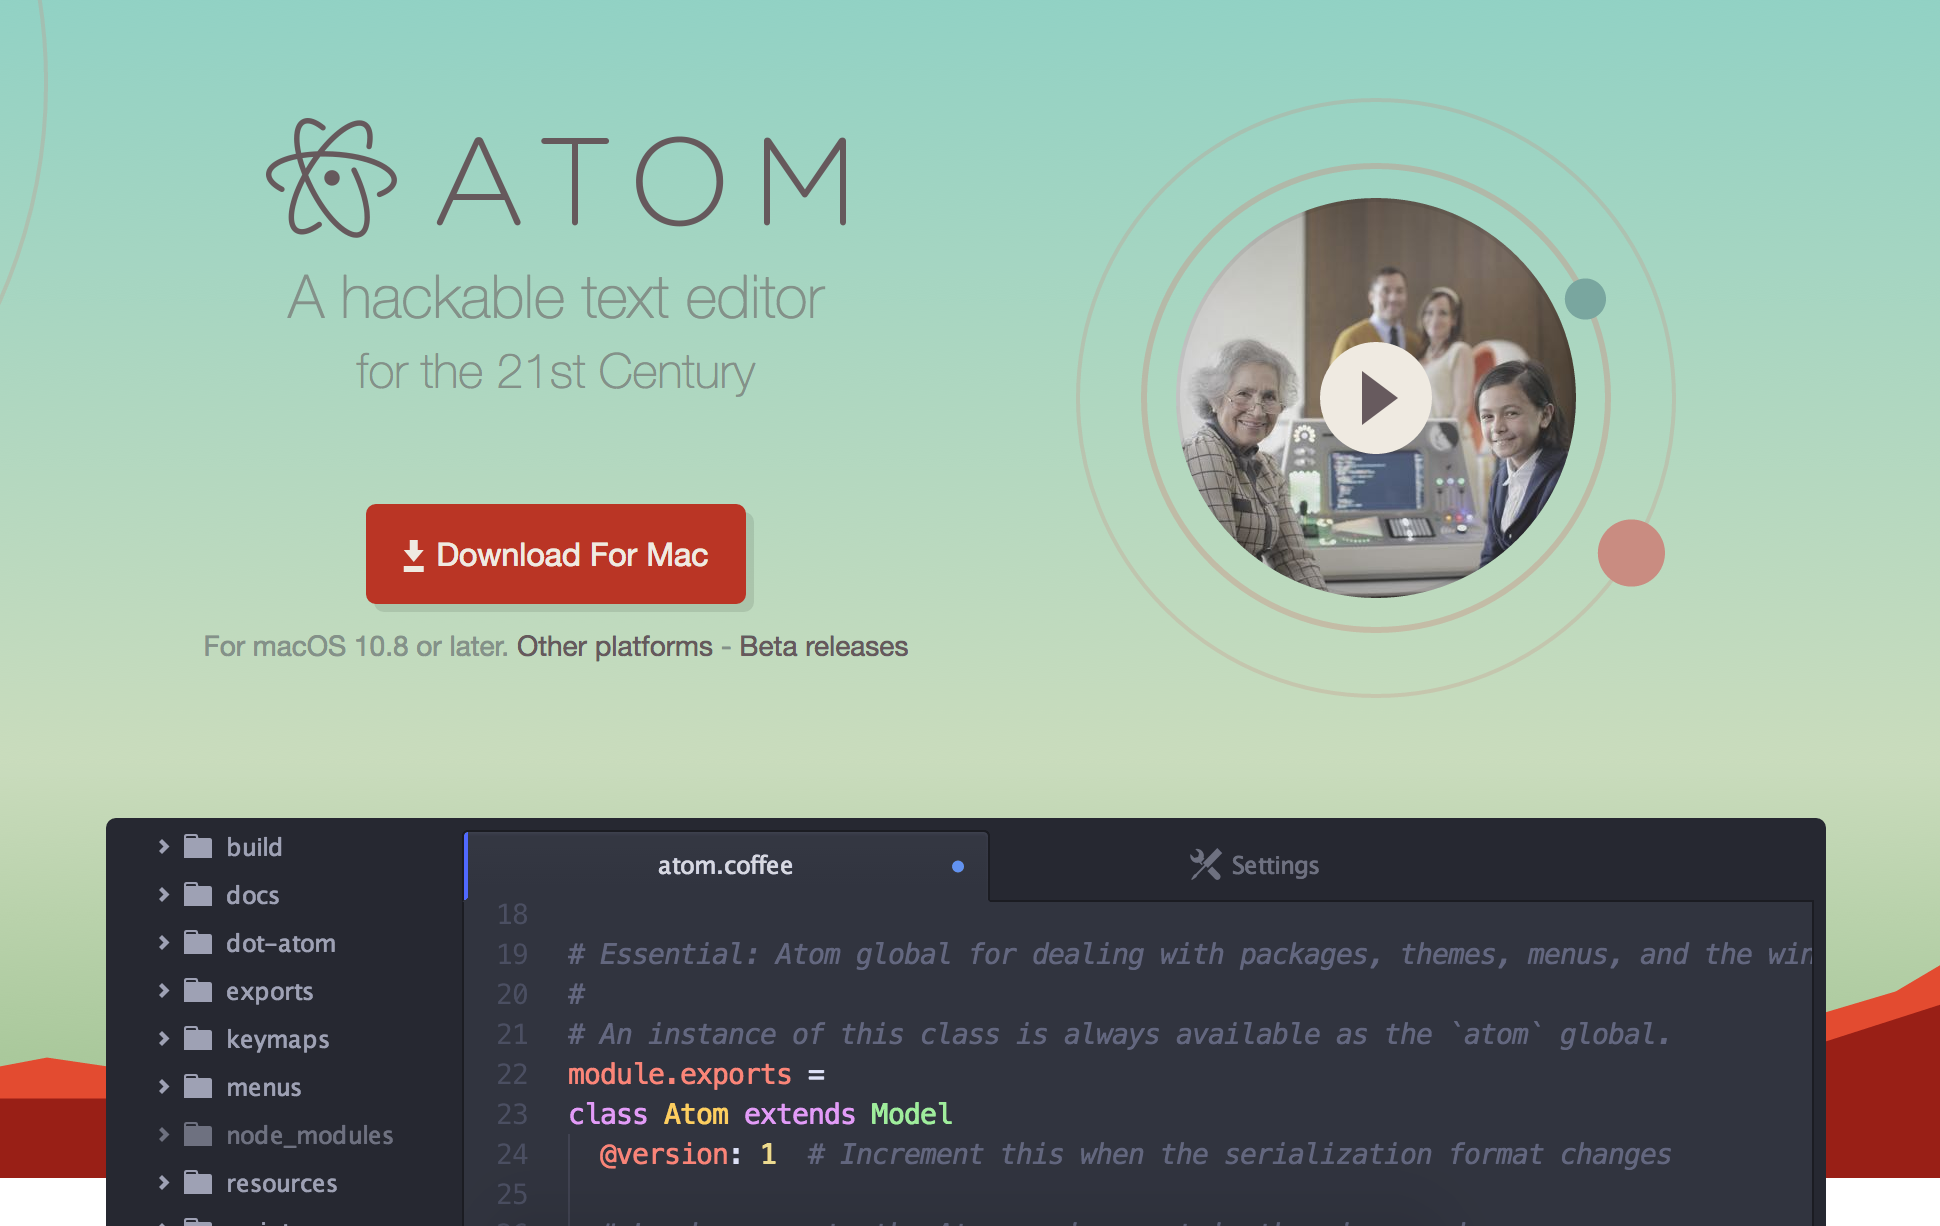 ATOM
A hackable text editor
for the 21st Century
Download For Mac
For macOS 10.8 or later. Other platforms - Beta releases
build
docs
dot-atom
exports
keymaps
menus
node_modules
resources
atom.coffee
Settings
18
19 # Essential: Atom global for dealing with packages, themes, menus, and the win
20 #
21 # An instance of this class is always available as the `atom` global.
22 module.exports =
23 class Atom extends Model
24 @version: 1 # Increment this when the serialization format changes
25